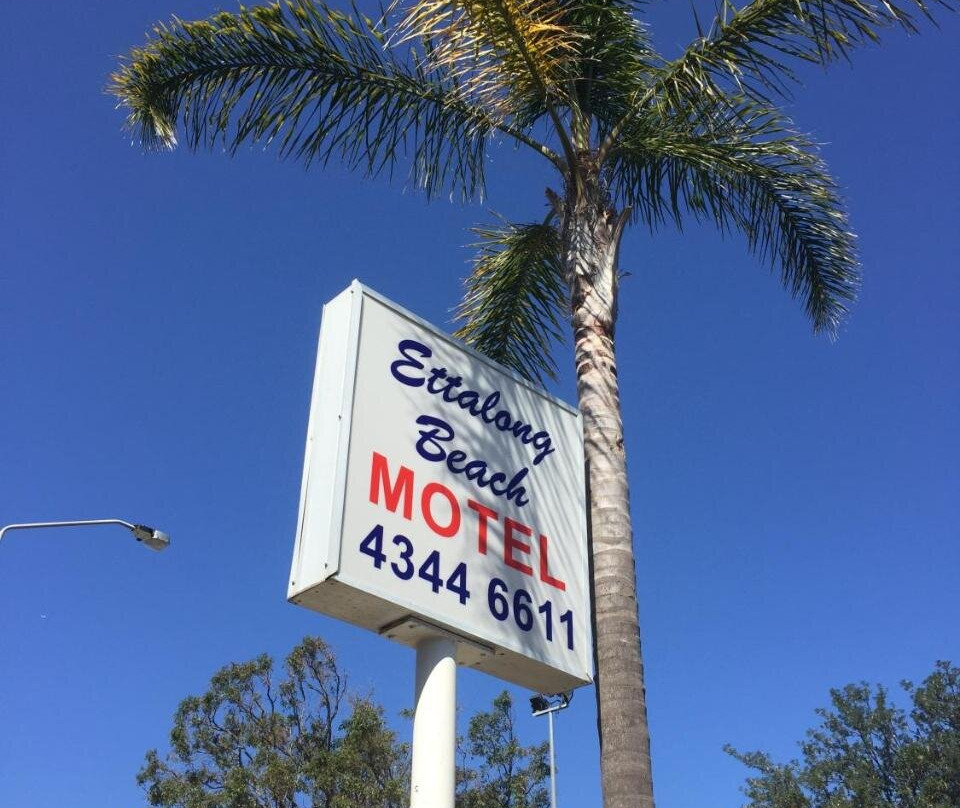 Ettalong
Beach
MOTEL
4344 6611